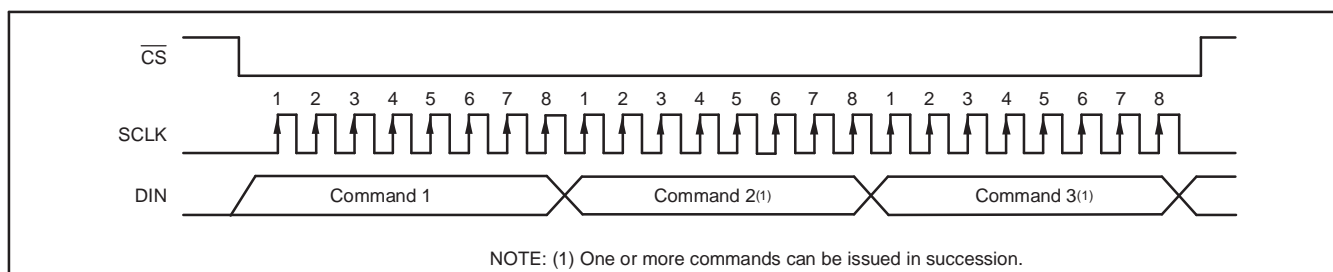 CS
1 2 3 4 5 6 7 8 1 2 3 4 5 6 7 8 1 2 3 4 5 6 7 8
SCLK
DIN Command 1 Command 2(1) Command 3(1)
NOTE: (1) One or more commands can be issued in succession.